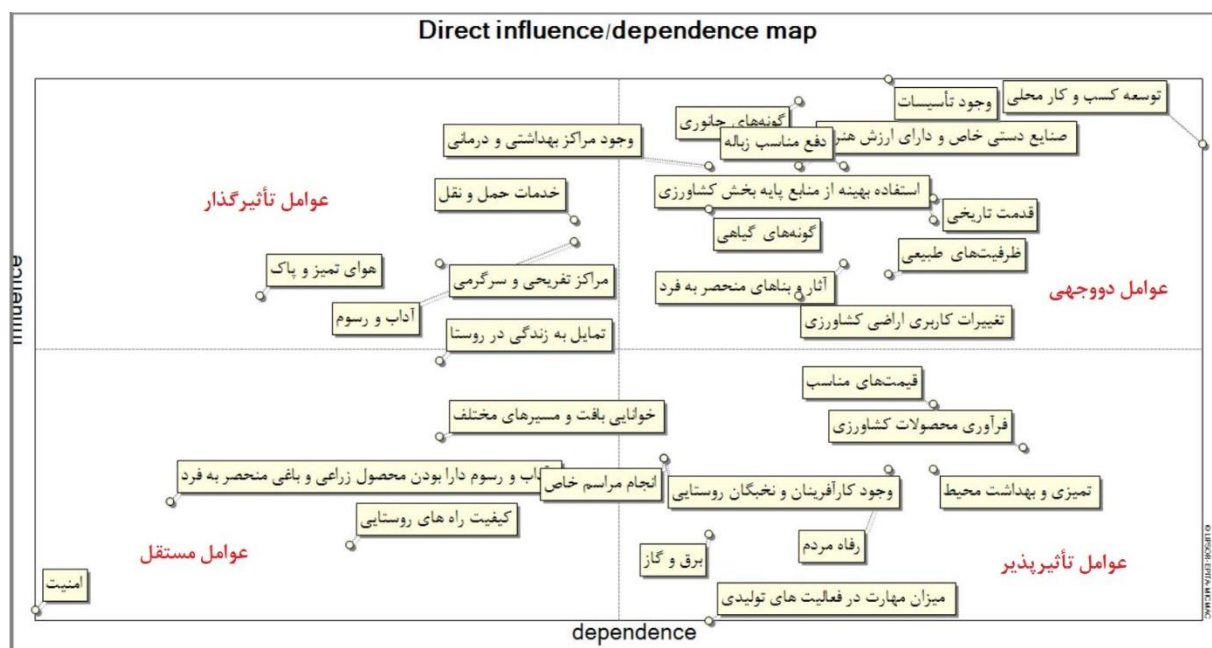 Direct influence/dependence map
توسعه کسب و کار محلی
وجود تأسیسات
گونه‌های جانوری
صنایع دستی خاص و دارای ارزش هنر
دفع مناسب زباله
وجود مراکز بهداشتی و درمانی
استفاده بهینه از منابع پایه بخش کشاورزی
قدمت تاریخی
گونه‌های گیاهی
ظرفیت‌های طبیعی
آثار و بناهای منحصر به فرد
عوامل دووجهی
تغییرات کاربری اراضی کشاورزی
خدمات حمل و نقل
عوامل تأثیرگذار
هوای تمیز و پاک
مراکز تفریحی و سرگرمی
آداب و رسوم
تمایل به زندگی در روستا
influence
قیمت‌های مناسب
فرآوری محصولات کشاورزی
خوانایی بافت و مسیرهای مختلف
انجام مراسم خاص
آداب و رسوم دارا بودن محصول زراعی و باغی منحصر به فرد
وجود کارآفرینان و نخبگان روستایی
تمیزی و بهداشت محیط
کیفیت راه های روستایی
رفاه مردم
برق و گاز
عوامل تأثیرپذیر
عوامل مستقل
امنیت
میزان مهارت در فعالیت های تولیدی
dependence
© LIPSOR-EPITA-MICMAC